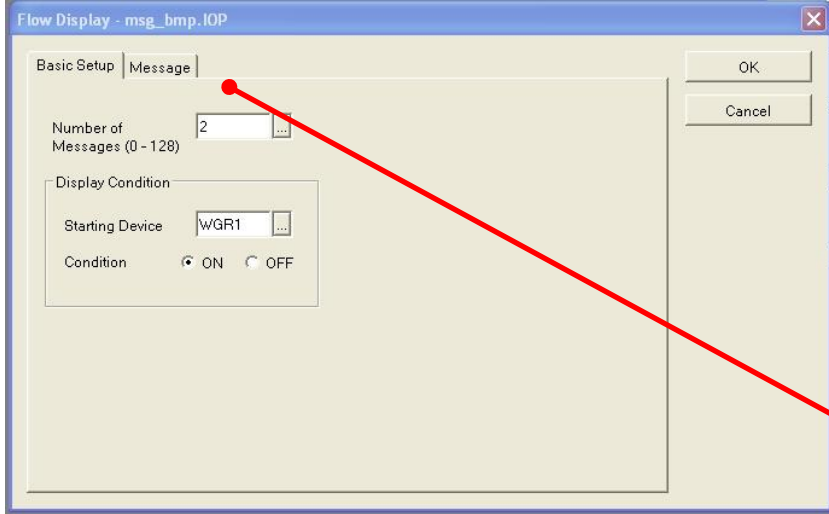 Flow Display - msg_bmp.IOP
Basic Setup
Message
OK
Cancel
Number of
Messages (0 - 128)
2
...
Display Condition
Starting Device
WGR1
...
Condition
ON
OFF